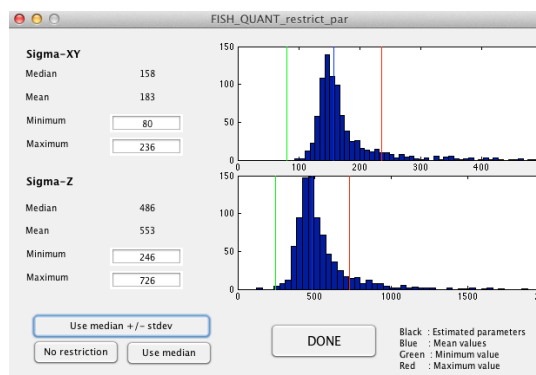 FISH_QUANT_restrict_par
Sigma-XY
Median 158
Mean 183
Minimum 80
Maximum 236
Sigma-Z
Median 486
Mean 553
Minimum 246
Maximum 726
150
100
50
0
0 100 200 300 400
150
100
50
0
500 1000 1500
Use median +/- stdev
No restriction
Use median
DONE
Black : Estimated parameters
Blue : Mean values
Green : Minimum value
Red : Maximum value